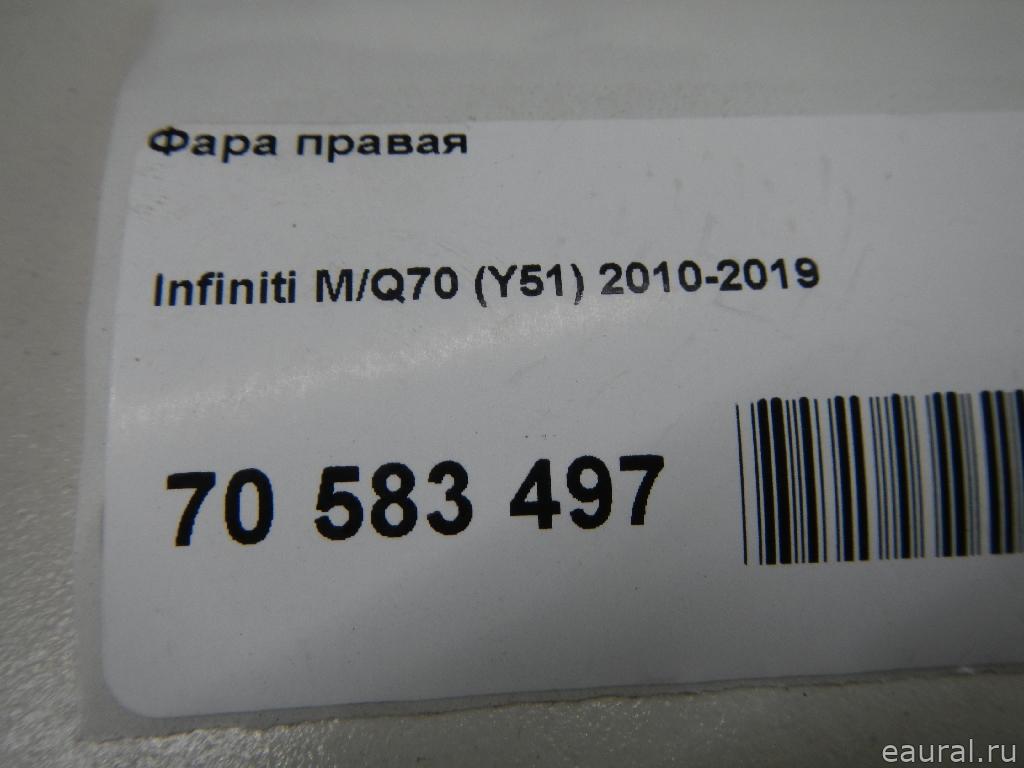 Фара правая
Infiniti M/Q70 (Y51) 2010-2019
70 583 497
eaural.ru